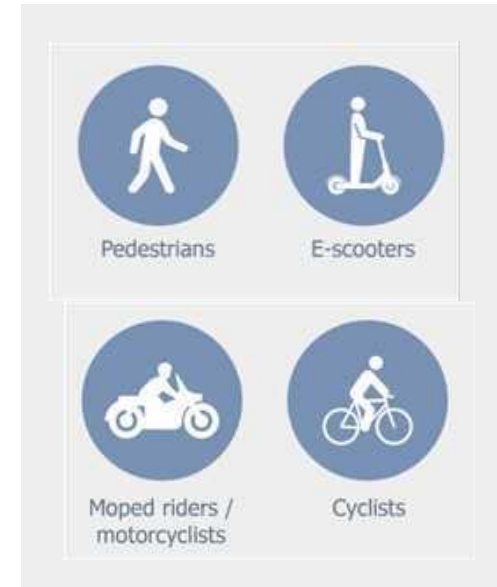 Pedestrians
E-scooters
Moped riders /
motorcyclists
Cyclists